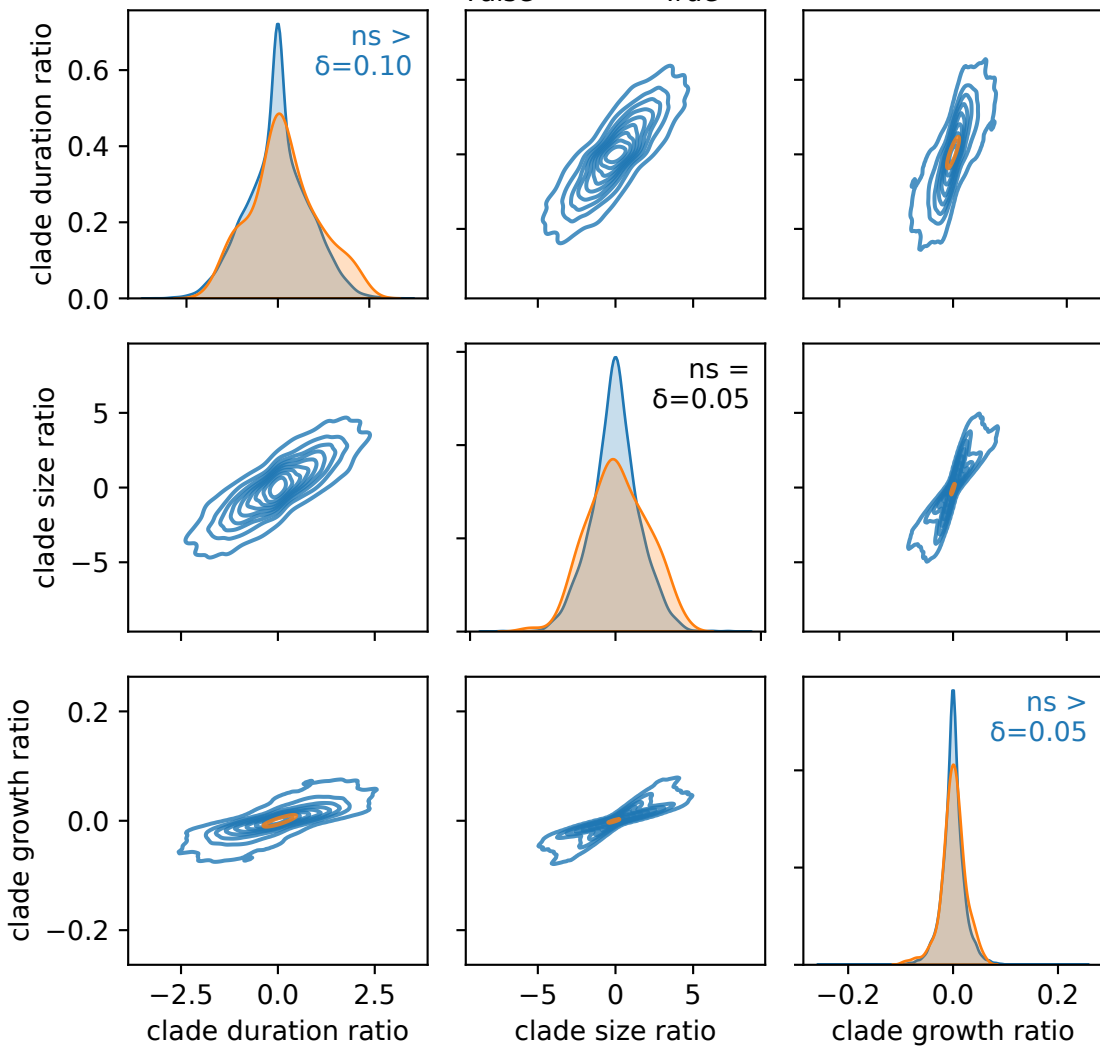 clade duration ratio
0.6
0.4
0.2
0.0
ns >
δ=0.10
clade size ratio
5
0
−5
ns =
δ=0.05
clade growth ratio
0.2
0.0
−0.2
ns >
δ=0.05
−2.5 0.0 2.5
−5 0 5
−0.2 0.0 0.2
clade duration ratio
clade size ratio
clade growth ratio